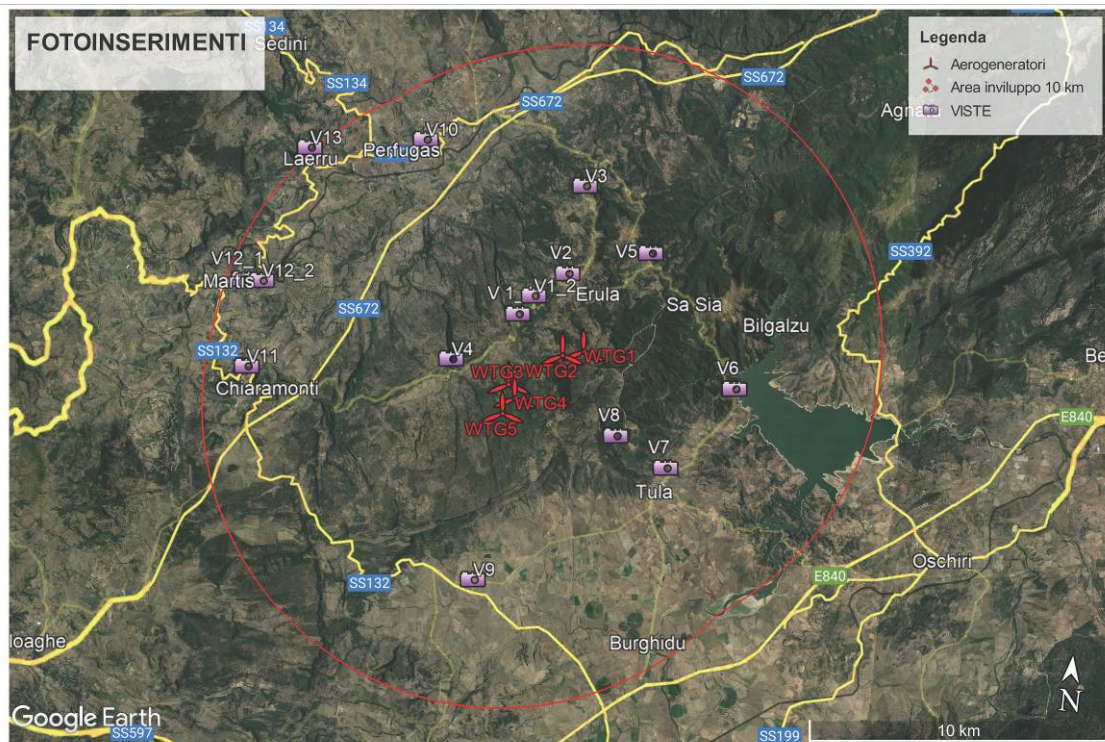 FOTOINSERIMENTI
Legenda
Aerogeneratori
Area inviluppo 10 km
VISTE
SS134
Sedini
SS134
SS672
SS672
V13
Laerru
V10
Perfugas
V3
SS392
V12_1
V12_2
Martis
V2
V5
V1_2
V 1_
Erula
Sa Sia
Bilgalzu
SS672
SS132
V11
Chiaramonti
V4
WTG1
WTG2
WTG3
WTG4
WTG5
V6
V8
V7
Tula
E840
E840
Oschiri
V9
SS132
Burghidu
loaghe
Google Earth
SS597
SS199
10 km
N